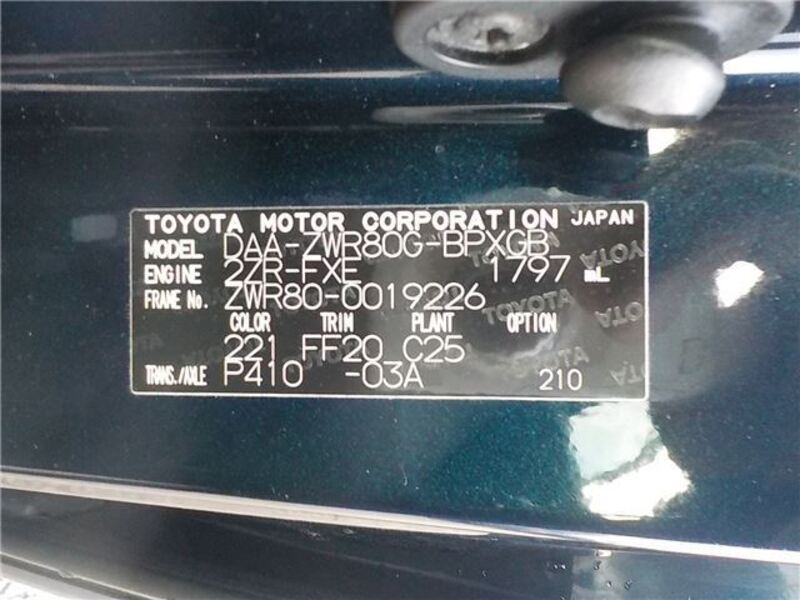 TOYOTA MOTOR CORPORATION JAPAN
MODEL DAA-ZWR80G-BPXGB
ENGINE 2ZR-FXE 1797 mL
FRAME No. ZWR80-0019226
COLOR TRIM PLANT OPTION
221 FF20 C25
TRANS./AXLE P410 -03A 210